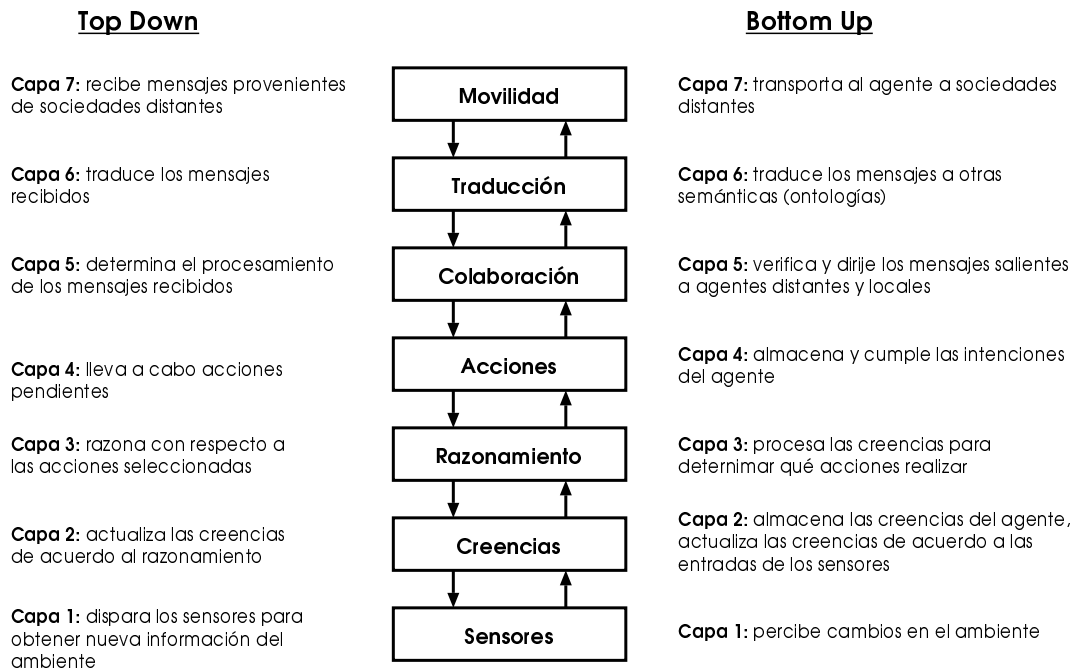 Top Down
Bottom Up
Capa 7: recibe mensajes provenientes
de sociedades distantes
Movilidad
Capa 7: transporta al agente a sociedades
distantes
Capa 6: traduce los mensajes
recibidos
Traducción
Capa 6: traduce los mensajes a otras
semánticas (ontologías)
Capa 5: determina el procesamiento
de los mensajes recibidos
Colaboración
Capa 5: verifica y dirije los mensajes salientes
a agentes distantes y locales
Capa 4: lleva a cabo acciones
pendientes
Acciones
Capa 4: almacena y cumple las intenciones
del agente
Capa 3: razona con respecto a
las acciones seleccionadas
Razonamiento
Capa 3: procesa las creencias para
deternimar qué acciones realizar
Capa 2: actualiza las creencias
de acuerdo al razonamiento
Creencias
Capa 2: almacena las creencias del agente,
actualiza las creencias de acuerdo a las
entradas de los sensores
Capa 1: dispara los sensores para
obtener nueva información del
ambiente
Sensores
Capa 1: percibe cambios en el ambiente